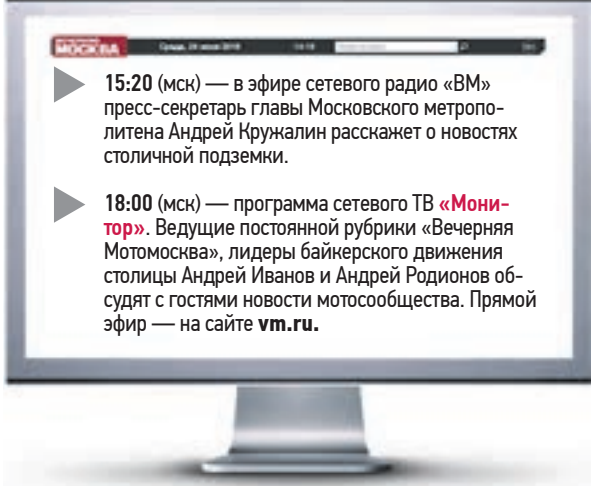 МОСКВА
15:20 (мск) — в эфире сетевого радио «ВМ»
пресс-секретарь главы Московского метропо-
литена Андрей Кружалин расскажет о новостях
столичной подземки.
18:00 (мск) — программа сетевого ТВ «Мони-
тор». Ведущие постоянной рубрики «Вечерняя
Мотомосква», лидеры байкерского движения
столицы Андрей Иванов и Андрей Родионов об-
судят с гостями новости мотосообщества. Прямой
эфир — на сайте vm.ru.